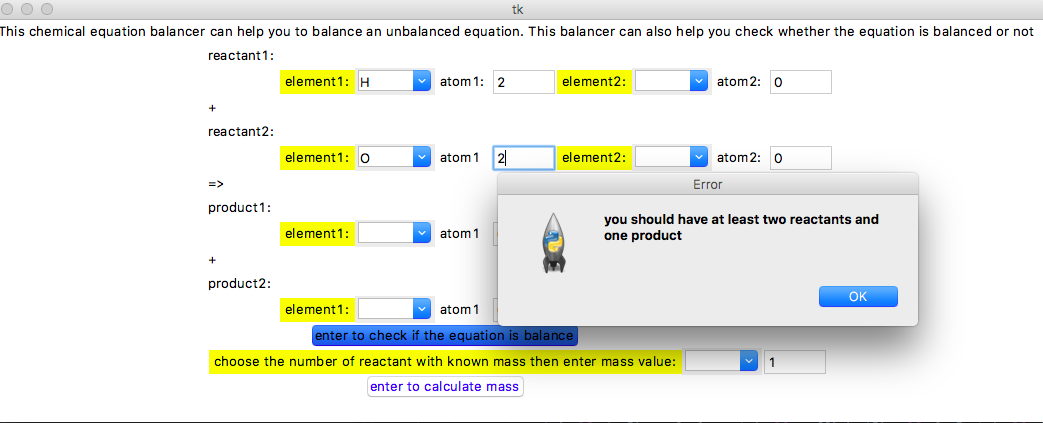 tk
This chemical equation balancer can help you to balance an unbalanced equation. This balancer can also help you check whether the equation is balanced or not
reactant1:
element1: H atom1: 2 element2: atom2: 0
+
reactant2:
element1: O atom1 2 element2: atom2: 0
=>
Error
product1:
you should have at least two reactants and
one product
element1: atom1
+
product2:
OK
element1: atom1
enter to check if the equation is balance
choose the number of reactant with known mass then enter mass value: 1
enter to calculate mass